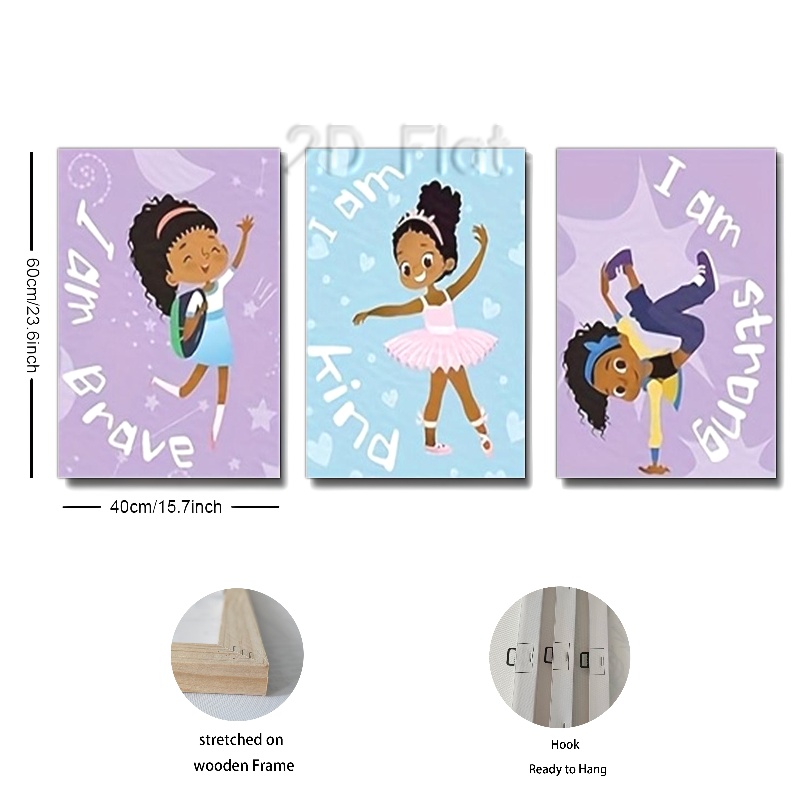 2D Flat
I am
Brave
I am
kind
I am
strong
60cm/23.6inch
40cm/15.7inch
stretched on
wooden Frame
Hook
Ready to Hang